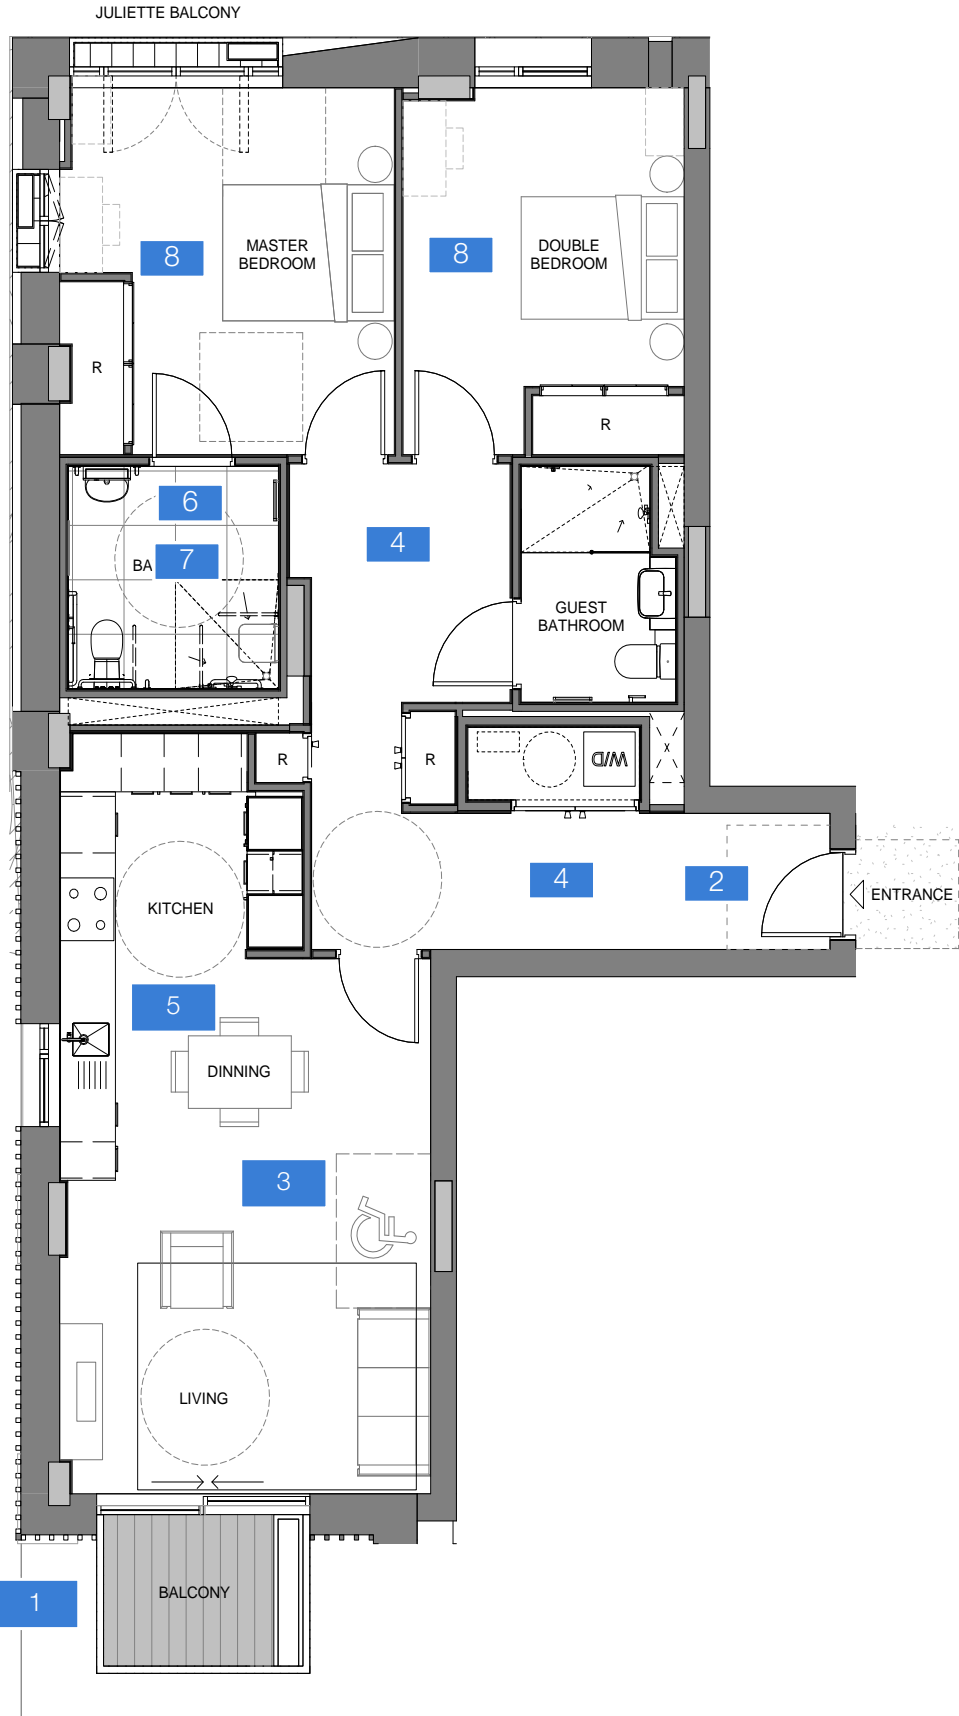 JULIETTE BALCONY
MASTER
BEDROOM
8
DOUBLE
BEDROOM
8
R
R
6
4
BA
7
GUEST
BATHROOM
R
R
W/D
KITCHEN
4
2
ENTRANCE
5
DINNING
3
LIVING
BALCONY
1